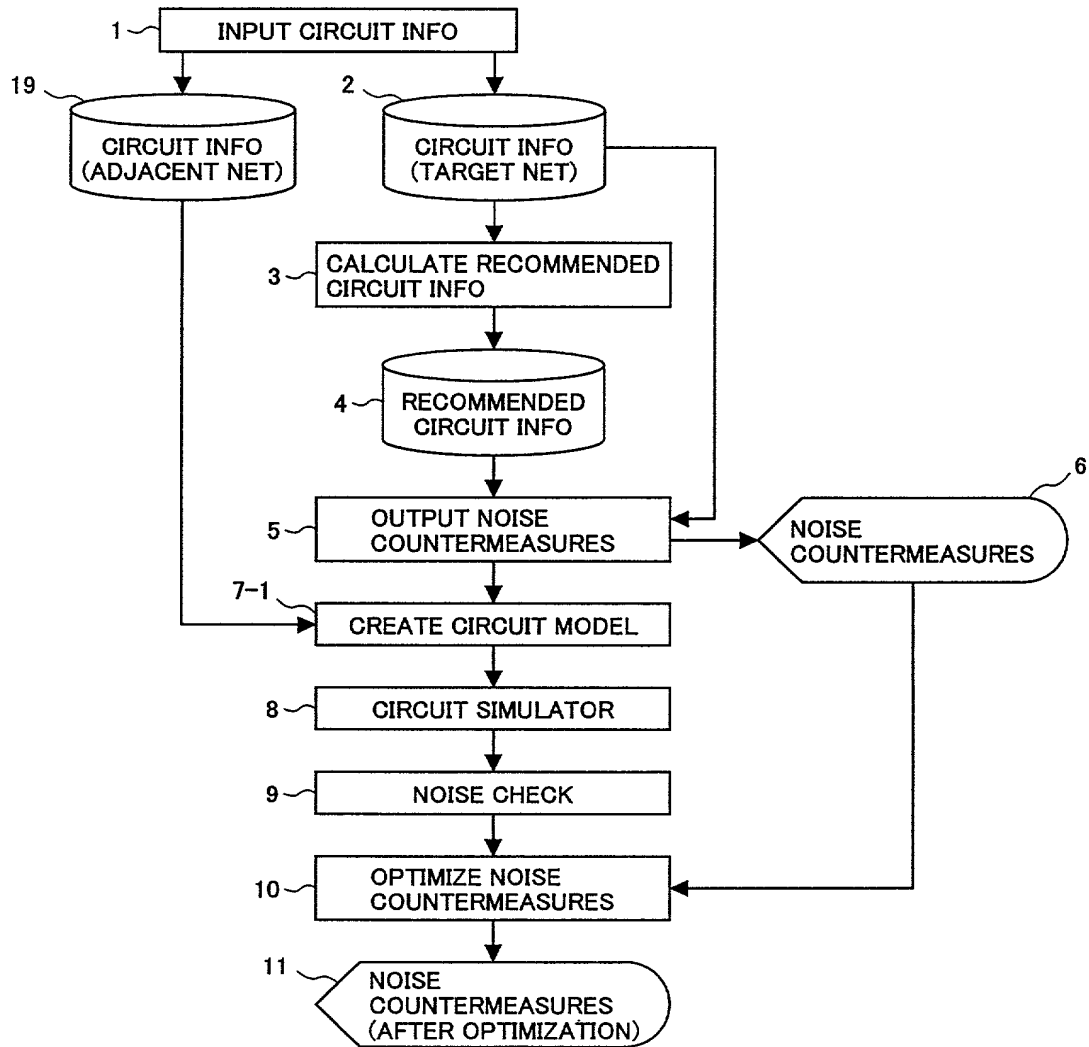 1
INPUT CIRCUIT INFO
19
2
CIRCUIT INFO
(ADJACENT NET)
CIRCUIT INFO
(TARGET NET)
3
CALCULATE RECOMMENDED
CIRCUIT INFO
4
RECOMMENDED
CIRCUIT INFO
5
OUTPUT NOISE
COUNTERMEASURES
6
NOISE
COUNTERMEASURES
7-1
CREATE CIRCUIT MODEL
8
CIRCUIT SIMULATOR
9
NOISE CHECK
10
OPTIMIZE NOISE
COUNTERMEASURES
11
NOISE
COUNTERMEASURES
(AFTER OPTIMIZATION)